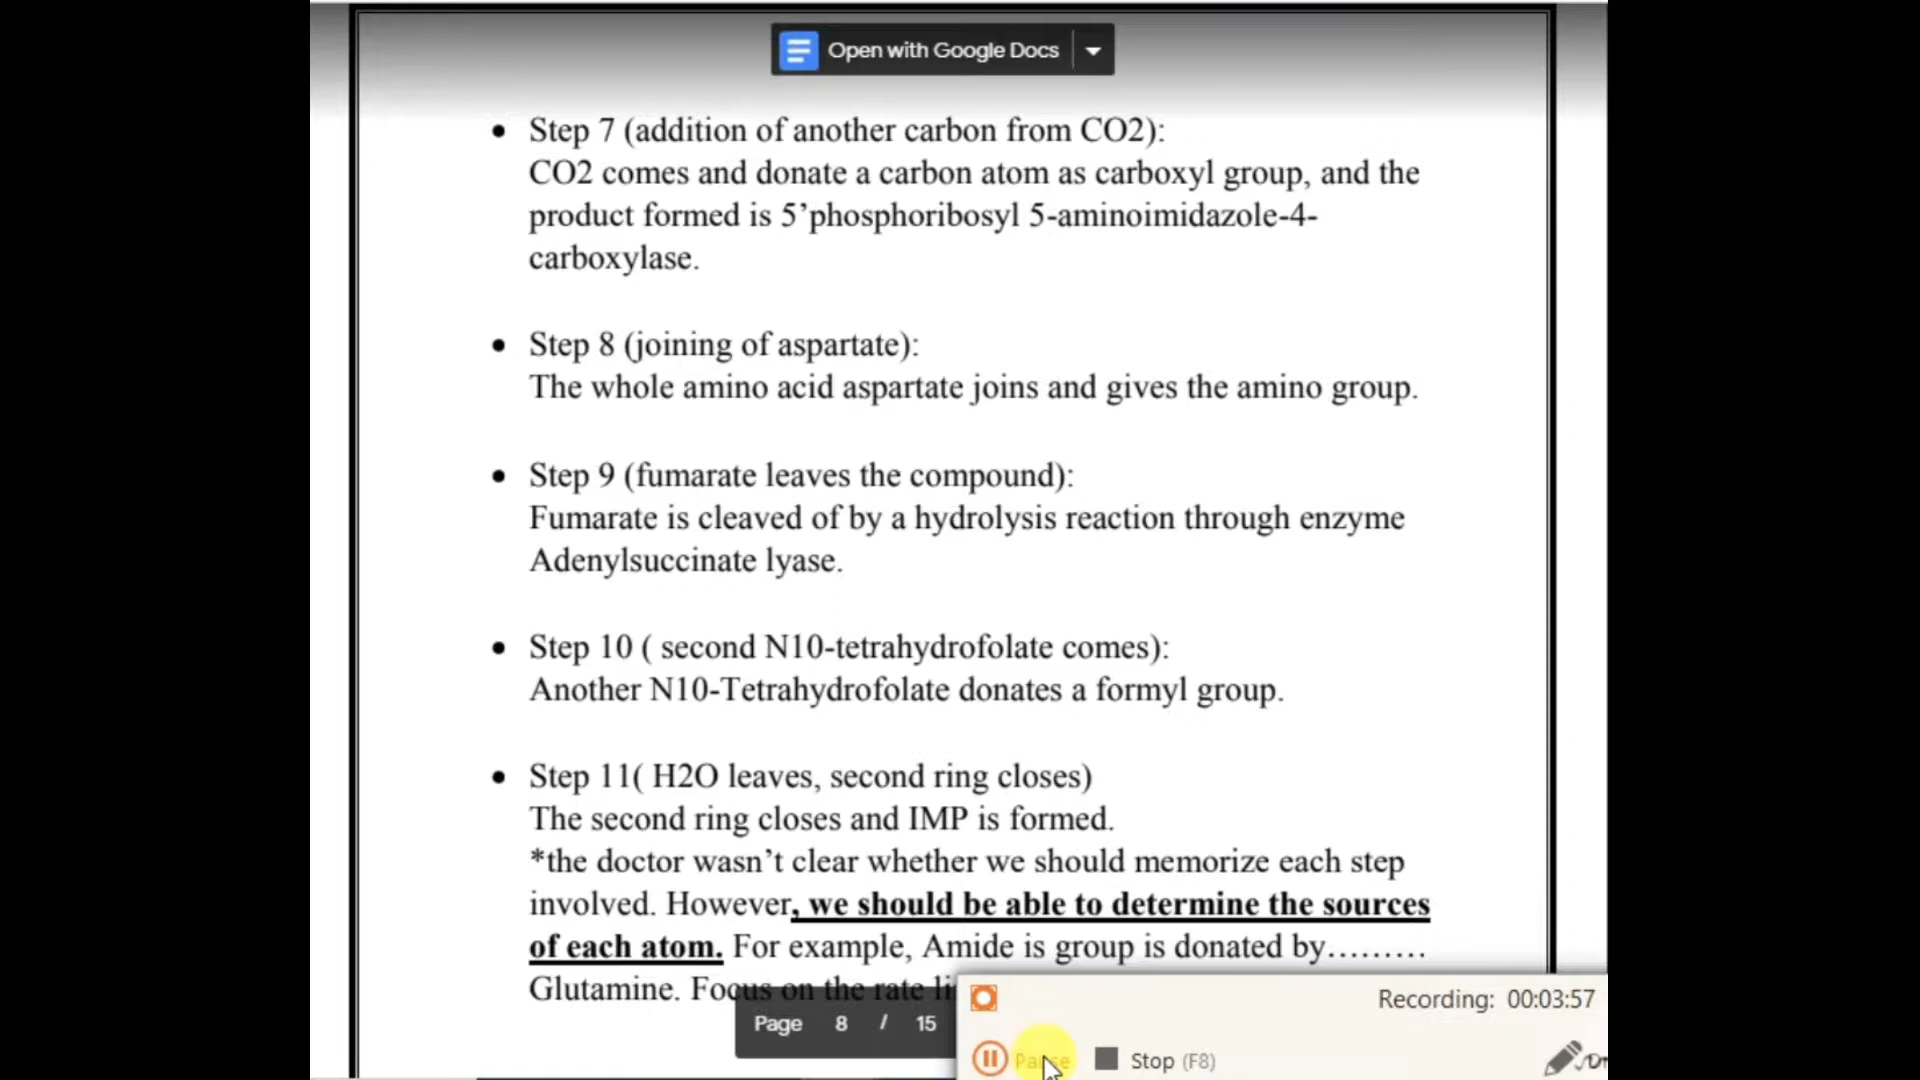 Open with Google Docs
• Step 7 (addition of another carbon from CO2):
CO2 comes and donate a carbon atom as carboxyl group, and the
product formed is 5’phosphoribosyl 5-aminoimidazole-4-
carboxylase.
• Step 8 (joining of aspartate):
The whole amino acid aspartate joins and gives the amino group.
• Step 9 (fumarate leaves the compound):
Fumarate is cleaved of by a hydrolysis reaction through enzyme
Adenylsuccinate lyase.
• Step 10 ( second N10-tetrahydrofolate comes):
Another N10-Tetrahydrofolate donates a formyl group.
• Step 11( H2O leaves, second ring closes)
The second ring closes and IMP is formed.
*the doctor wasn’t clear whether we should memorize each step
involved. However, we should be able to determine the sources
of each atom. For example, Amide is group is donated by………
Glutamine. Focus on the rate
Page 8 / 15
Recording: 00:03:57
Pause Stop (F8)